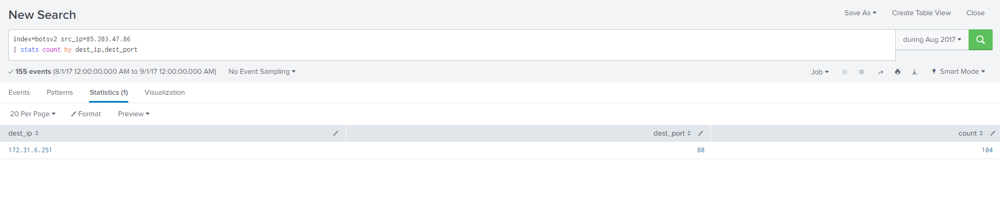 New Search
Save As ▾ Create Table View Close
index=botsv2 src_ip=85.203.47.86
| stats count by dest_ip,dest_port
during Aug 2017 ▾
✓ 155 events (8/1/17 12:00:00.000 AM to 9/1/17 12:00:00.000 AM) No Event Sampling ▾
Job ▾ Smart Mode ▾
Events Patterns Statistics (1) Visualization
20 Per Page ▾ Format Preview ▾
dest_ip dest_port count
172.31.6.251 80 104